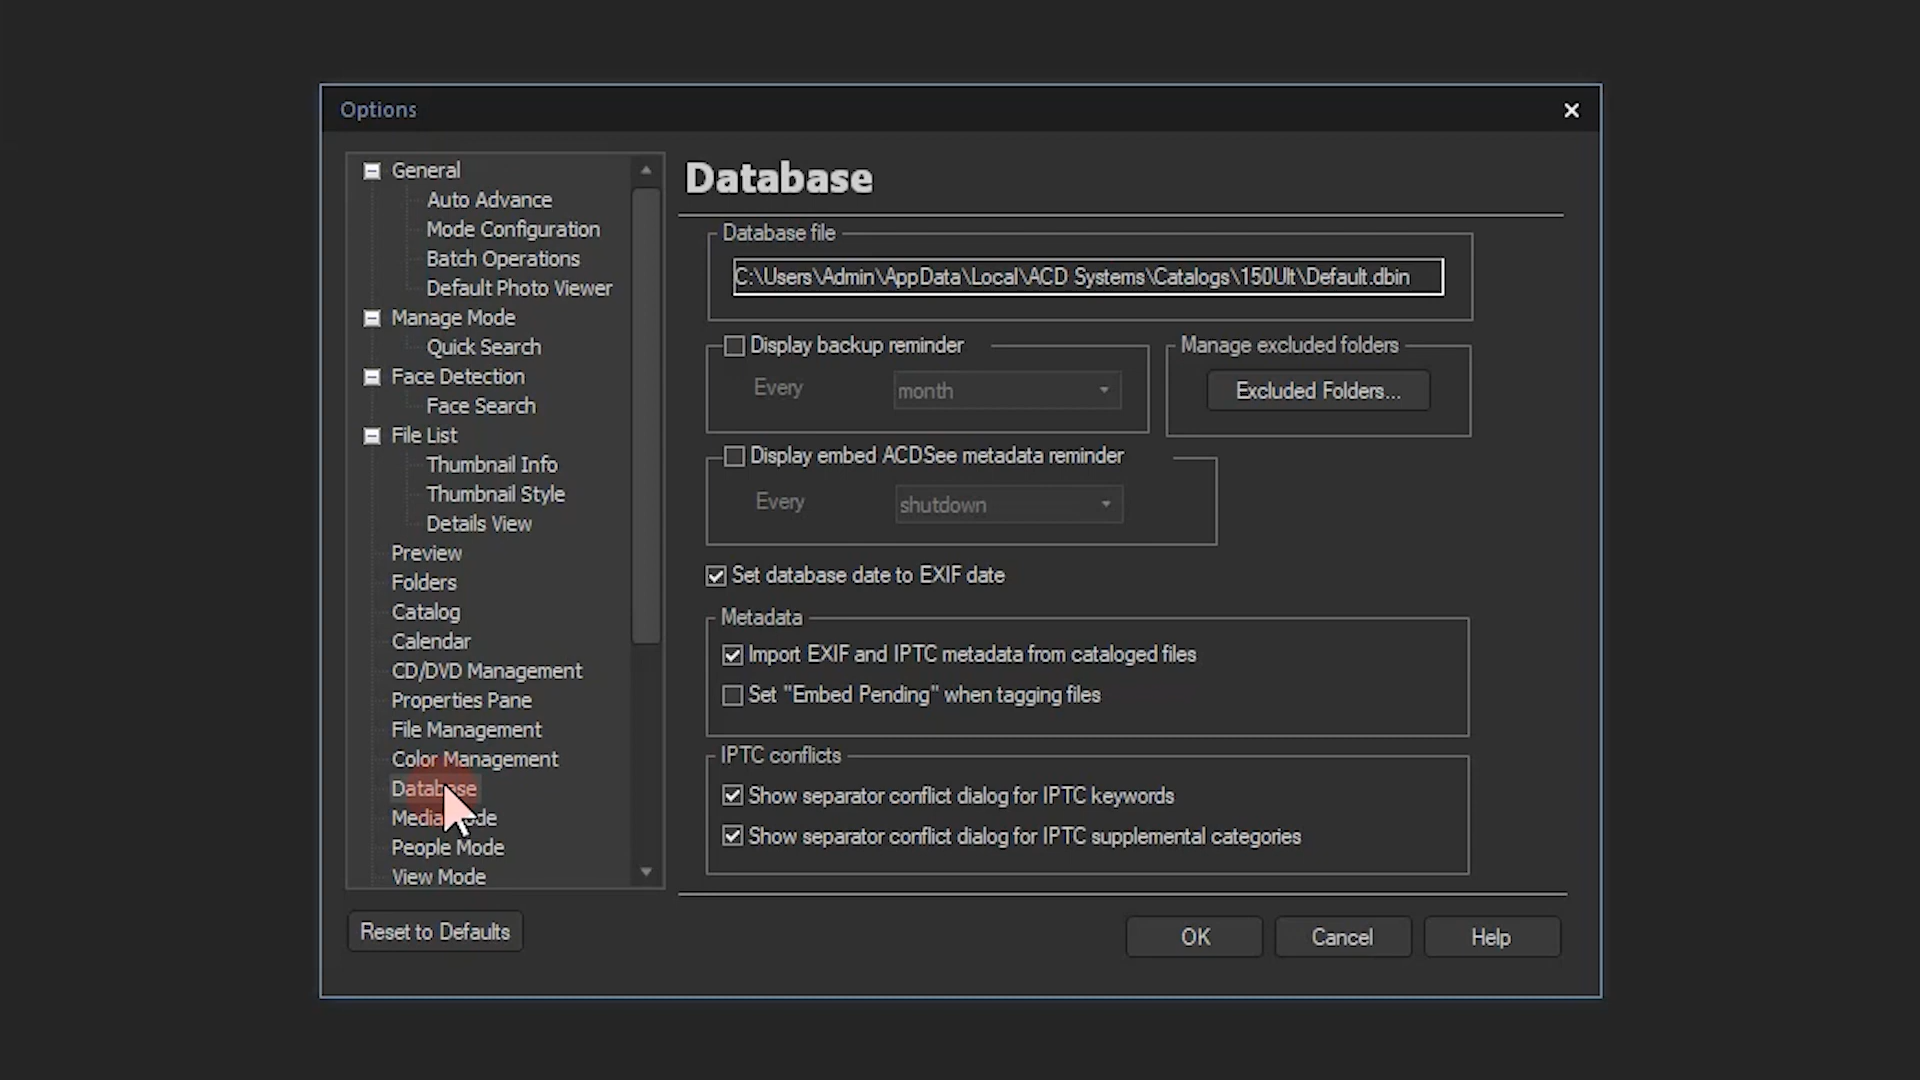 Options
General
Auto Advance
Mode Configuration
Batch Operations
Default Photo Viewer
Manage Mode
Quick Search
Face Detection
Face Search
File List
Thumbnail Info
Thumbnail Style
Details View
Preview
Folders
Catalog
Calendar
CD/DVD Management
Properties Pane
File Management
Color Management
Database
People Mode
View Mode
Reset to Defaults
Database
Database file
C:\Users\Admin\AppData\Local\ACD Systems\Catalogs\150Ult\Default.dbin
Display backup reminder
Every month
Manage excluded folders
Excluded Folders...
Display embed ACDSee metadata reminder
Every shutdown
Set database date to EXIF date
Metadata
Import EXIF and IPTC metadata from cataloged files
Set "Embed Pending" when tagging files
IPTC conflicts
Show separator conflict dialog for IPTC keywords
Show separator conflict dialog for IPTC supplemental categories
OK Cancel Help